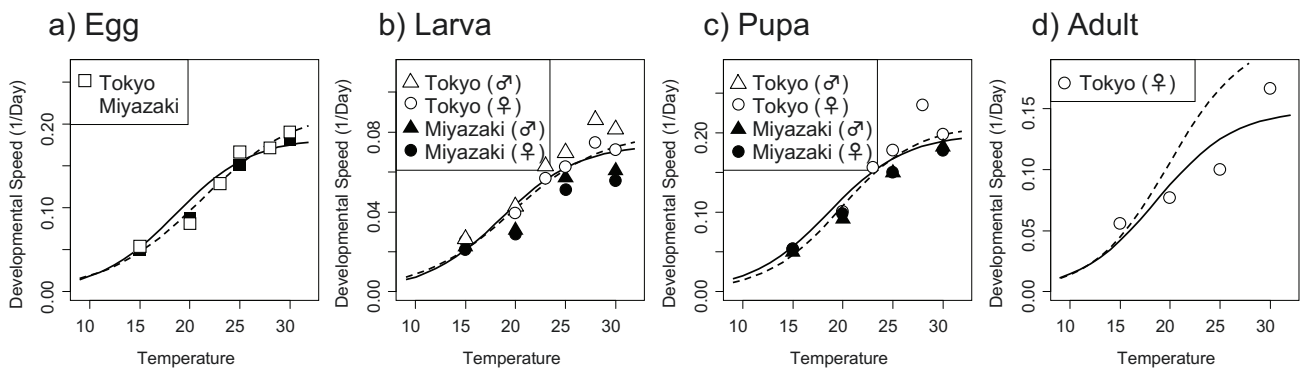 a) Egg
b) Larva
c) Pupa
d) Adult
Developmental Speed (1/Day)
0.00
0.10
0.20
Tokyo
Miyazaki
10
15
20
25
30
Temperature
Developmental Speed (1/Day)
0.00
0.04
0.08
Tokyo (♂)
Tokyo (♀)
Miyazaki (♂)
Miyazaki (♀)
10
15
20
25
30
Temperature
Developmental Speed (1/Day)
0.00
0.10
0.20
Tokyo (♂)
Tokyo (♀)
Miyazaki (♂)
Miyazaki (♀)
10
15
20
25
30
Temperature
Developmental Speed (1/Day)
0.00
0.05
0.10
0.15
Tokyo (♀)
10
15
20
25
30
Temperature